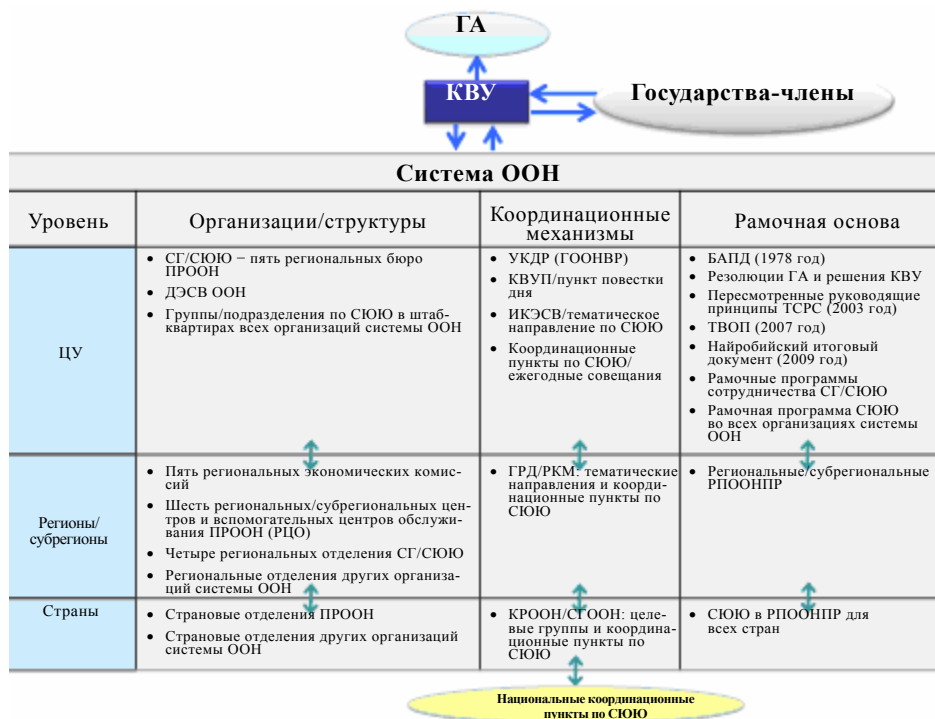 ГА
КВУ
Государства-члены
Система ООН
Уровень
Организации/структуры
Координационные
механизмы
Рамочная основа
ЦУ
• СГ/СЮЮ – пять региональных бюро
ПРООН
• ДЭСВ ООН
• Группы/подразделения по СЮЮ в штаб-
квартирах всех организаций системы ООН
• УКДР (ГООНВР)
• КВУП/пункт повестки
дня
• ИКЭСВ/тематическое
направление по СЮЮ
• Координационные
пункты по СЮЮ/
ежегодные совещания
• БАПД (1978 год)
• Резолюции ГА и решения КВУ
• Пересмотренные руководящие
принципы ТСРС (2003 год)
• ТВОП (2007 год)
• Найробийский итоговый
документ (2009 год)
• Рамочные программы
сотрудничества СГ/СЮЮ
• Рамочная программа СЮЮ
во всех организациях системы
ООН
Регионы/
субрегионы
• Пять региональных экономических комис-
сий
• Шесть региональных/субрегиональных цен-
тров и вспомогательных центров обслужи-
вания ПРООН (РЦО)
• Четыре региональных отделения СГ/СЮЮ
• Региональные отделения других организа-
ций системы ООН
• ГРД/РКМ: тематические
направления и коорди-
национные пункты по
СЮЮ
• Региональные/субрегиональные
РПООНПР
Страны
• Страновые отделения ПРООН
• Страновые отделения других организаций
системы ООН
• КРООН/СГООН: целе-
вые группы и координа-
ционные пункты по
СЮЮ
• СЮЮ в РПООНПР для
всех стран
Национальные координационные
пункты по СЮЮ